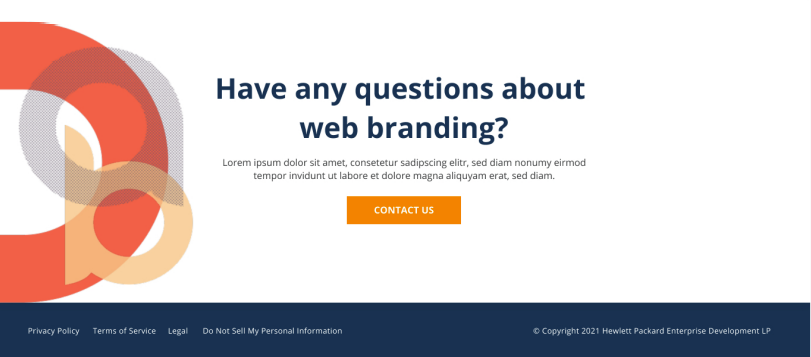 Have any questions about
web branding?
Lorem ipsum dolor sit amet, consetetur sadipscing elitr, sed diam nonumy eirmod
tempor invidunt ut labore et dolore magna aliquyam erat, sed diam.
CONTACT US
Privacy Policy Terms of Service Legal Do Not Sell My Personal Information © Copyright 2021 Hewlett Packard Enterprise Development LP